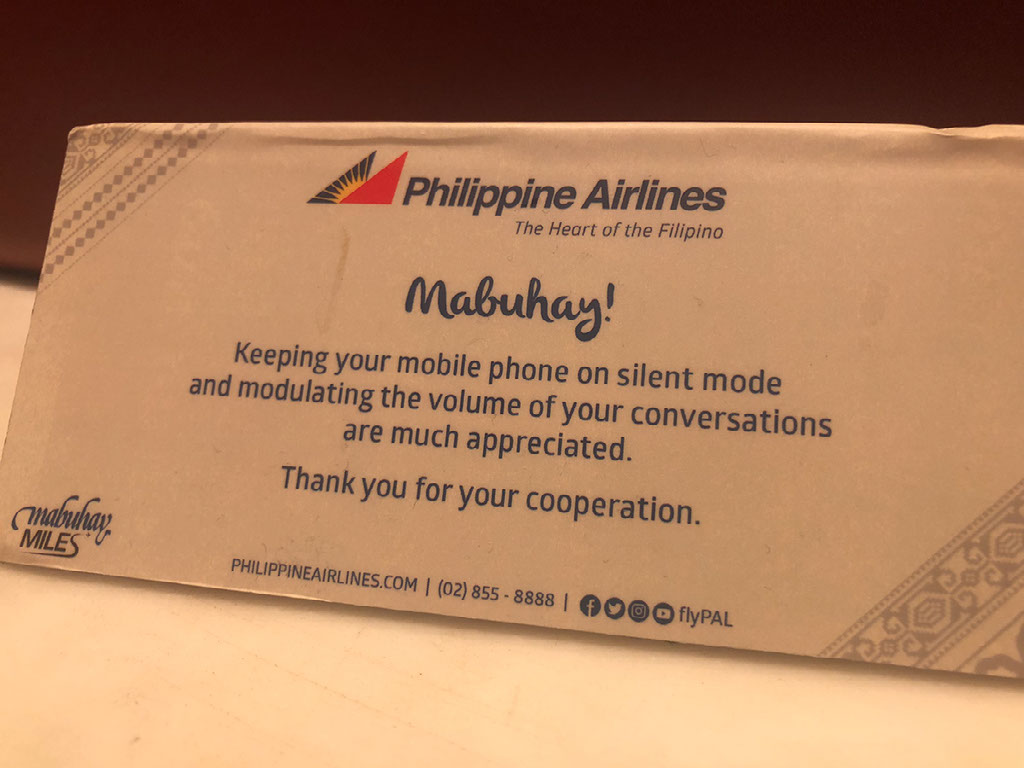 Philippine Airlines
The Heart of the Filipino
Mabuhay!
Keeping your mobile phone on silent mode
and modulating the volume of your conversations
are much appreciated.
Thank you for your cooperation.
mabuhay
MILES
PHILIPPINEAIRLINES.COM | (02) 855 - 8888 | flyPAL